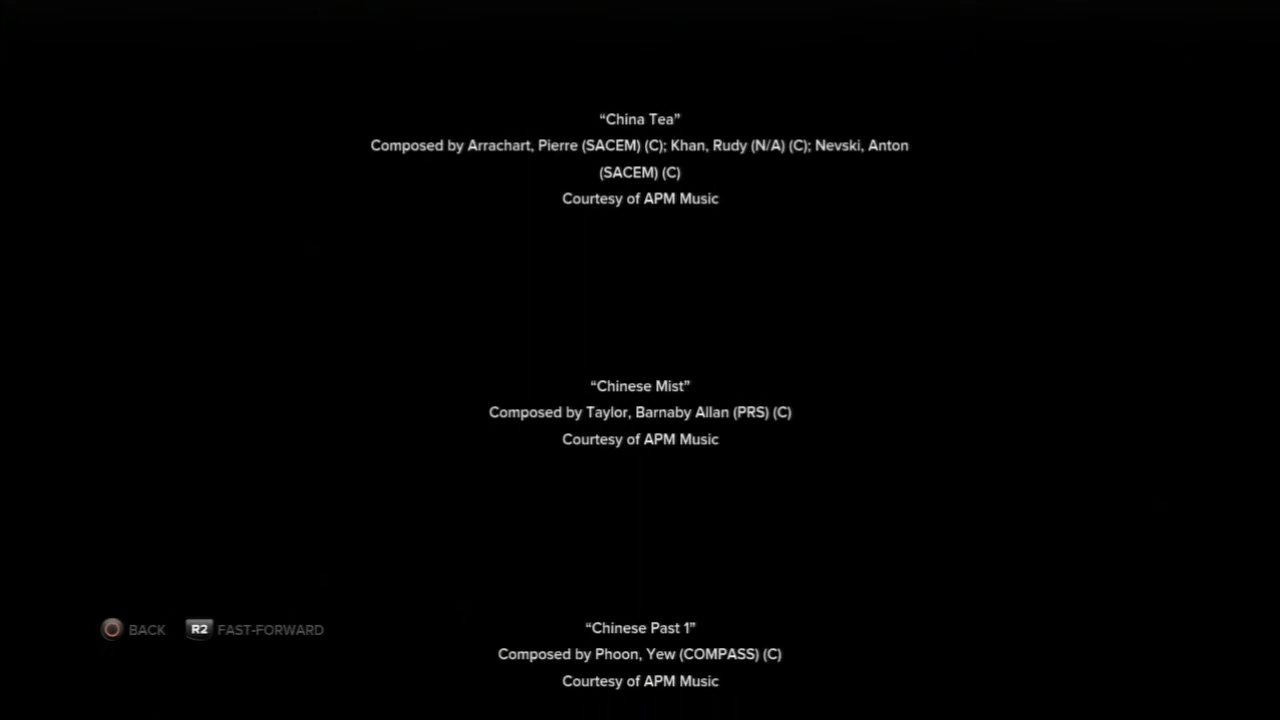 “China Tea”
Composed by Arrachart, Pierre (SACEM) (C); Khan, Rudy (N/A) (C); Nevski, Anton
(SACEM) (C)
Courtesy of APM Music
“Chinese Mist”
Composed by Taylor, Barnaby Allan (PRS) (C)
Courtesy of APM Music
BACK R2 FAST-FORWARD
“Chinese Past 1”
Composed by Phoon, Yew (COMPASS) (C)
Courtesy of APM Music